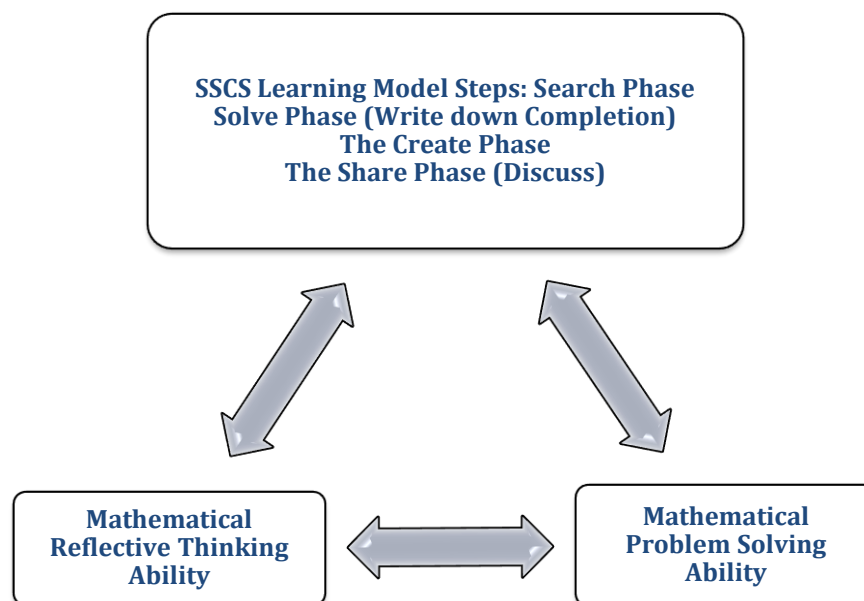 SSCS Learning Model Steps: Search Phase
Solve Phase (Write down Completion)
The Create Phase
The Share Phase (Discuss)
Mathematical
Reflective Thinking
Ability
Mathematical
Problem Solving
Ability